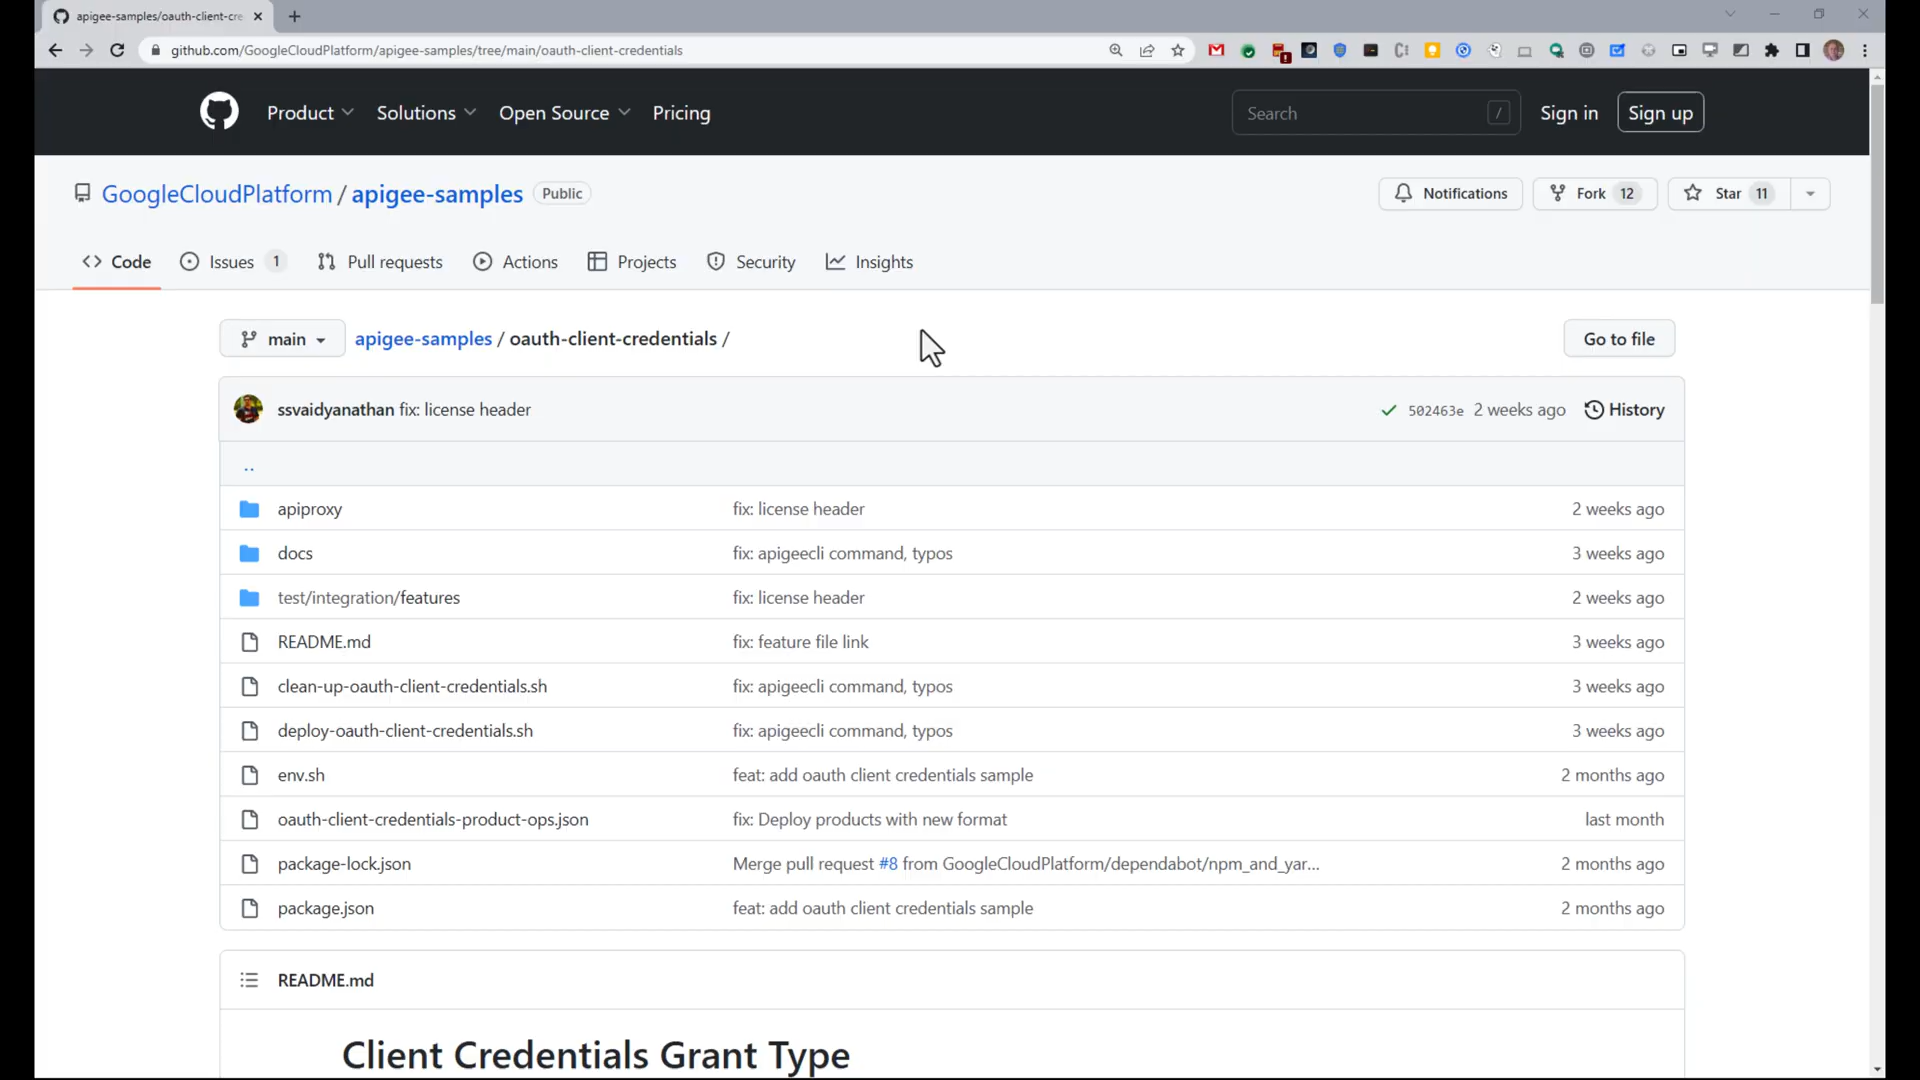 apigee-samples/oauth-client-cre
github.com/GoogleCloudPlatform/apigee-samples/tree/main/oauth-client-credentials
Product Solutions Open Source Pricing Search / Sign in Sign up
GoogleCloudPlatform / apigee-samples Public Notifications Fork 12 Star 11
Code Issues 1 Pull requests Actions Projects Security Insights
main apigee-samples / oauth-client-credentials / Go to file
ssvaidyanathan fix: license header 502463e 2 weeks ago History
..
apiproxy fix: license header 2 weeks ago
docs fix: apigeecli command, typos 3 weeks ago
test/integration/features fix: license header 2 weeks ago
README.md fix: feature file link 3 weeks ago
clean-up-oauth-client-credentials.sh fix: apigeecli command, typos 3 weeks ago
deploy-oauth-client-credentials.sh fix: apigeecli command, typos 3 weeks ago
env.sh feat: add oauth client credentials sample 2 months ago
oauth-client-credentials-product-ops.json fix: Deploy products with new format last month
package-lock.json Merge pull request #8 from GoogleCloudPlatform/dependabot/npm_and_yar... 2 months ago
package.json feat: add oauth client credentials sample 2 months ago
README.md
Client Credentials Grant Type